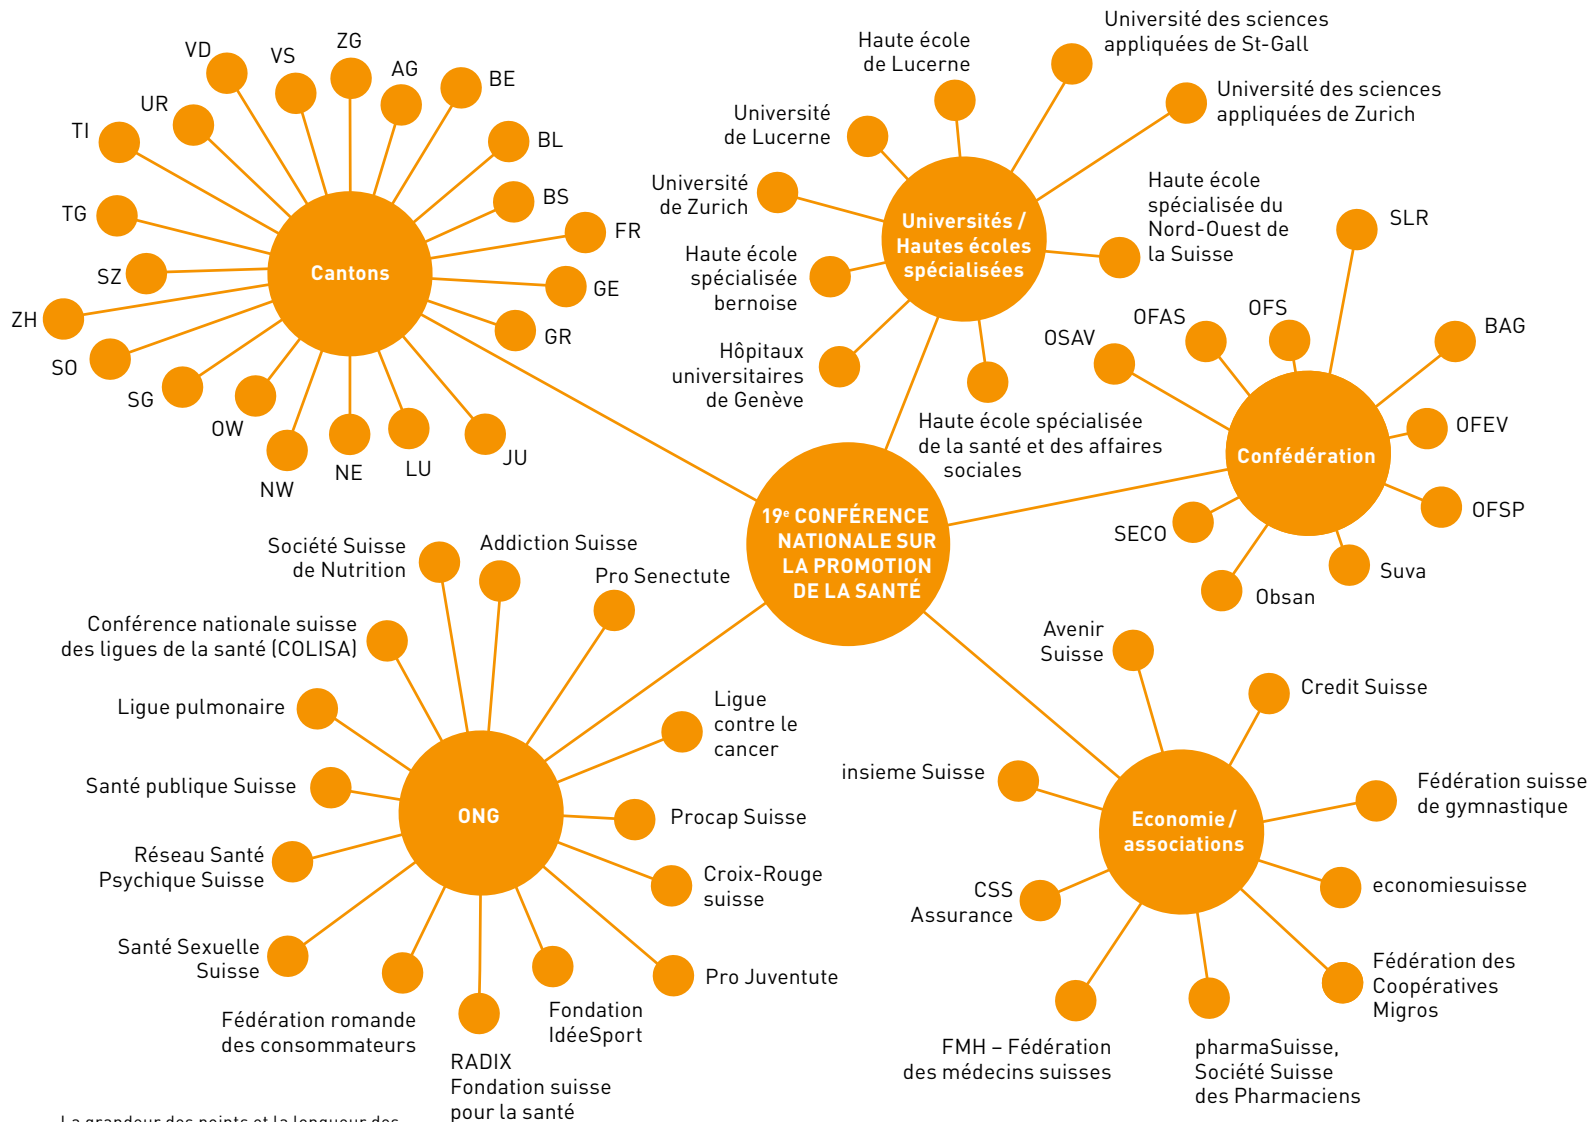 19e CONFÉRENCE
NATIONALE SUR
LA PROMOTION
DE LA SANTÉ
Cantons
ZG
AG
BE
BL
BS
FR
GE
GR
JU
LU
NE
NW
OW
SG
SO
ZH
SZ
TG
TI
UR
VD
VS
Universités /
Hautes écoles
spécialisées
Haute école
de Lucerne
Université des sciences
appliquées de St-Gall
Université des sciences
appliquées de Zurich
Haute école
spécialisée du
Nord-Ouest de
la Suisse
Haute école spécialisée
de la santé et des affaires
sociales
Hôpitaux
universitaires
de Genève
Haute école
spécialisée
bernoise
Université
de Zurich
Université
de Lucerne
Confédération
SLR
BAG
OFEV
OFSP
Suva
Obsan
SECO
OSAV
OFAS
OFS
Economie /
associations
Avenir
Suisse
Credit Suisse
Fédération suisse
de gymnastique
economiesuisse
Fédération des
Coopératives
Migros
pharmaSuisse,
Société Suisse
des Pharmaciens
FMH – Fédération
des médecins suisses
CSS
Assurance
insieme Suisse
ONG
Société Suisse
de Nutrition
Addiction Suisse
Pro Senectute
Ligue
contre le
cancer
Procap Suisse
Croix-Rouge
suisse
Pro Juventute
Fondation
IdéeSport
RADIX
Fondation suisse
pour la santé
Fédération romande
des consommateurs
Santé Sexuelle
Suisse
Réseau Santé
Psychique Suisse
Santé publique Suisse
Ligue pulmonaire
Conférence nationale suisse
des ligues de la santé (COLISA)
La grandeur des points et la longueur des